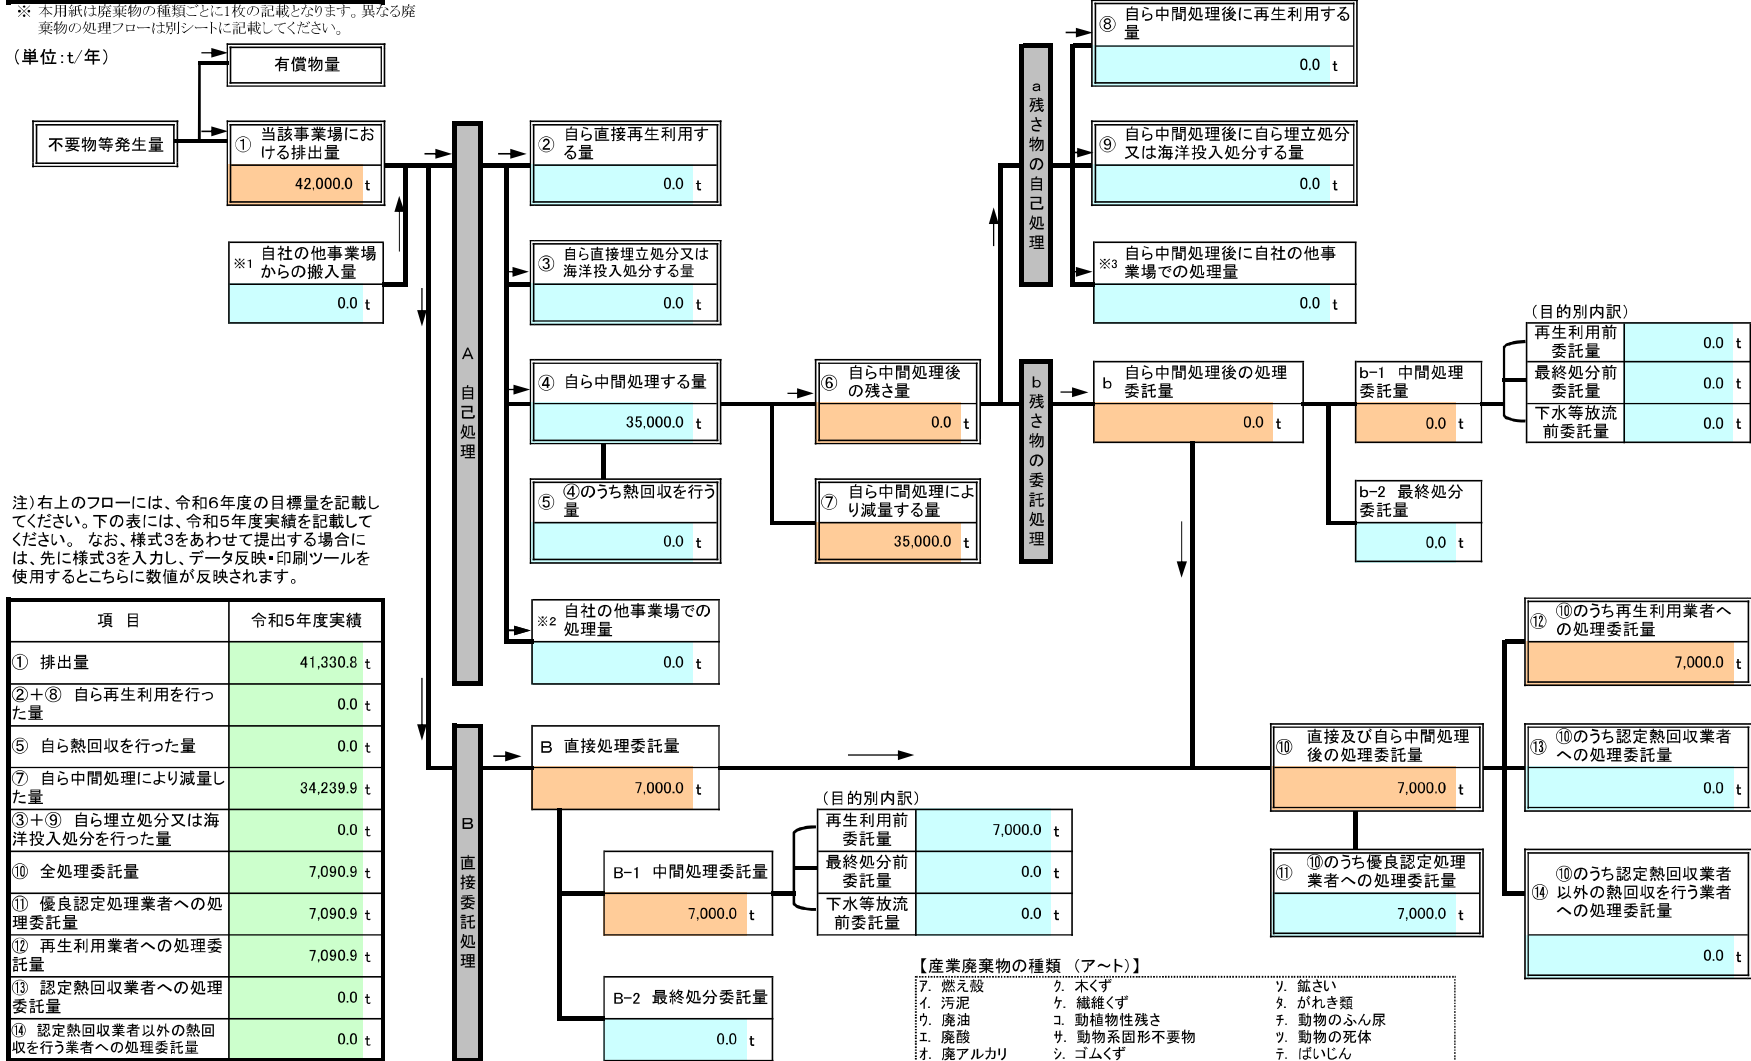 ※ 本用紙は廃棄物の種類ごとに1枚の記載となります。異なる廃
棄物の処理フローは別シートに記載してください。
(単位:t/年)
有償物量
不要物等発生量
① 当該事業場にお
ける排出量
42,000.0 t
※1 自社の他事業場
からの搬入量
0.0 t
A 自己処理
② 自ら直接再生利用す
る量
0.0 t
③ 自ら直接埋立処分又は
海洋投入処分する量
0.0 t
④ 自ら中間処理する量
35,000.0 t
⑤ ④のうち熱回収を行う
量
0.0 t
※2 自社の他事業場での
処理量
0.0 t
⑥ 自ら中間処理後
の残さ量
0.0 t
⑦ 自ら中間処理によ
り減量する量
35,000.0 t
a 残さ物の自己処理
⑧ 自ら中間処理後に再生利用する
量
0.0 t
⑨ 自ら中間処理後に自ら埋立処分
又は海洋投入処分する量
0.0 t
※3 自ら中間処理後に自社の他事
業場での処理量
0.0 t
b 残さ物の委託処理
b 自ら中間処理後の処理
委託量
0.0 t
b-1 中間処理
委託量
0.0 t
b-2 最終処分
委託量
0.0 t
(目的別内訳)
再生利用前
委託量
0.0 t
最終処分前
委託量
0.0 t
下水等放流
前委託量
0.0 t
注)右上のフローには、令和6年度の目標量を記載し
てください。下の表には、令和5年度実績を記載して
ください。 なお、様式3をあわせて提出する場合に
は、先に様式3を入力し、データ反映・印刷ツールを
使用するとこちらに数値が反映されます。
項 目 令和5年度実績
① 排出量 41,330.8 t
②+⑧ 自ら再生利用を行っ
た量
0.0 t
⑤ 自ら熱回収を行った量 0.0 t
⑦ 自ら中間処理により減量し
た量
34,239.9 t
③+⑨ 自ら埋立処分又は海
洋投入処分を行った量
0.0 t
⑩ 全処理委託量 7,090.9 t
⑪ 優良認定処理業者への処
理委託量
7,090.9 t
⑫ 再生利用業者への処理委
託量
7,090.9 t
⑬ 認定熱回収業者への処理
委託量
0.0 t
⑭ 認定熱回収業者以外の熱回
収を行う業者への処理委託量
0.0 t
B 直接委託処理
B 直接処理委託量
7,000.0 t
B-1 中間処理委託量
7,000.0 t
B-2 最終処分委託量
0.0 t
(目的別内訳)
再生利用前
委託量
7,000.0 t
最終処分前
委託量
0.0 t
下水等放流
前委託量
0.0 t
⑩ 直接及び自ら中間処理
後の処理委託量
7,000.0 t
⑪ ⑩のうち優良認定処理
業者への処理委託量
7,000.0 t
⑫ ⑩のうち再生利用業者へ
の処理委託量
7,000.0 t
⑬ ⑩のうち認定熱回収業者
への処理委託量
0.0 t
⑭ ⑩のうち認定熱回収業者
以外の熱回収を行う業者
への処理委託量
0.0 t
【産業廃棄物の種類 (ア～ト)】
ア. 燃え殻 ク. 木くず ソ. 鉱さい
イ. 汚泥 ケ. 繊維くず タ. がれき類
ウ. 廃油 コ. 動植物性残さ チ. 動物のふん尿
エ. 廃酸 サ. 動物系固形不要物 ツ. 動物の死体
オ. 廃アルカリ シ. ゴムくず テ. ばいじん